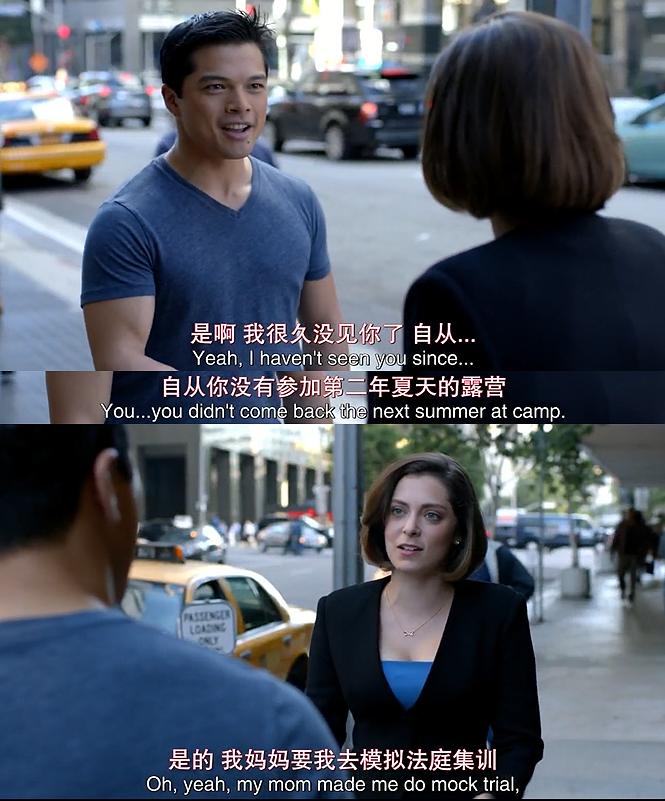 是啊 我很久没见你了 自从...
Yeah, I haven't seen you since...
自从你没有参加第二年夏天的露营
You...you didn't come back the next summer at camp.
PASSENGER
LOADING
ONLY
是的 我妈妈要我去模拟法庭集训
Oh, yeah, my mom made me do mock trial,